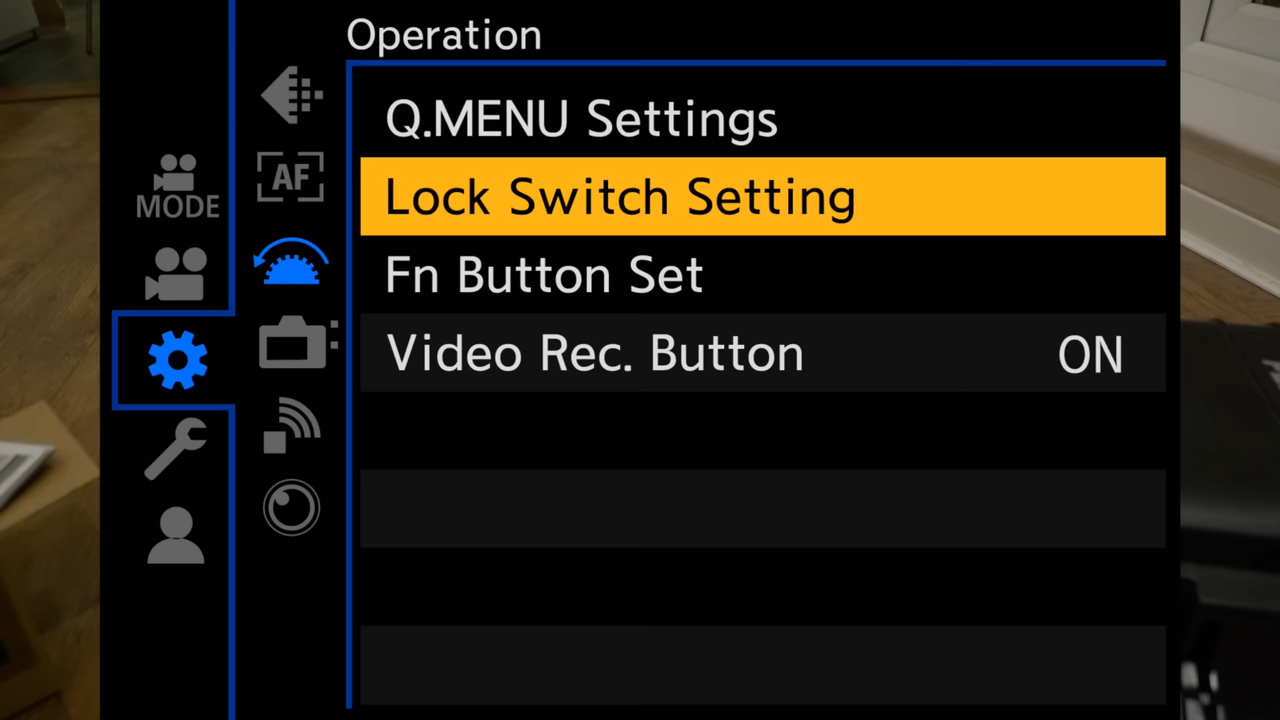 Operation
Q.MENU Settings
MODE
AF
Lock Switch Setting
Fn Button Set
Video Rec. Button ON